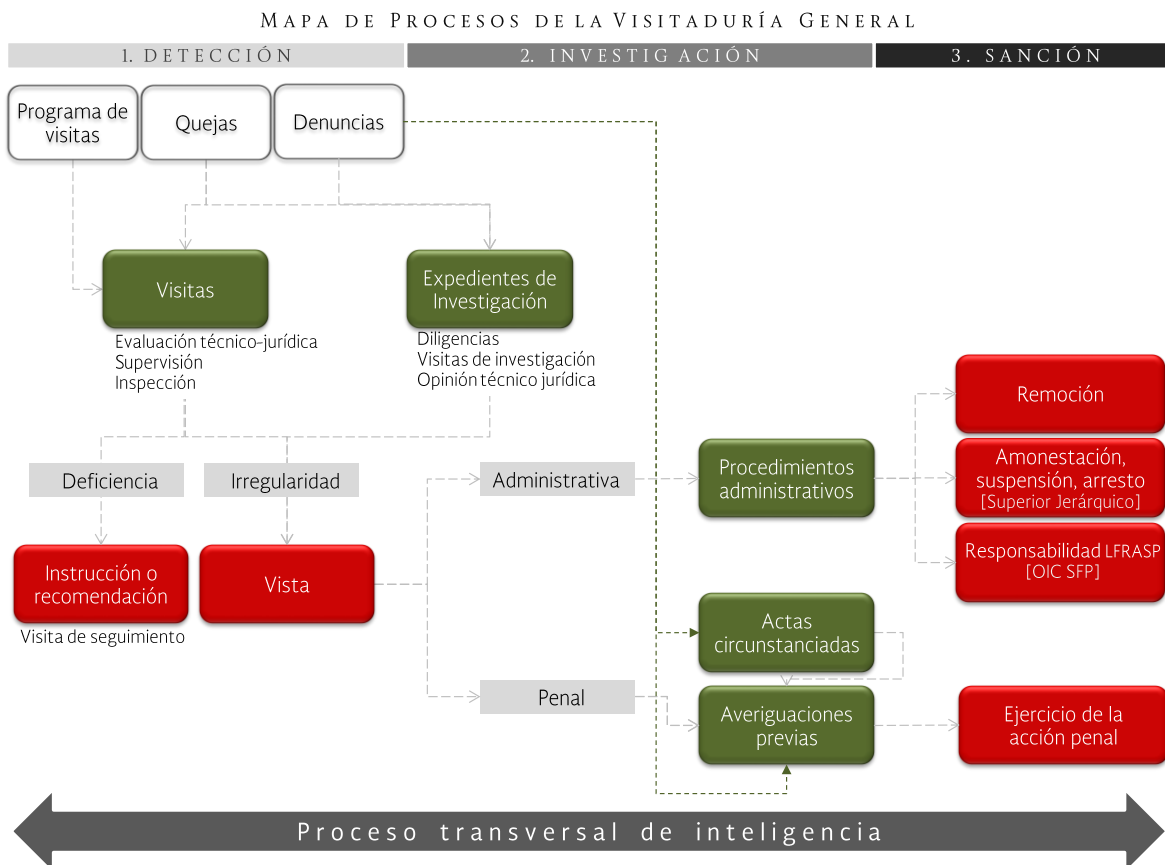 MAPA DE PROCESOS DE LA VISITADURÍA GENERAL
1. DETECCIÓN
2. INVESTIGACIÓN
3. SANCIÓN
Programa de
visitas
Quejas
Denuncias
Visitas
Evaluación técnico-jurídica
Supervisión
Inspección
Expedientes de
Investigación
Diligencias
Visitas de investigación
Opinión técnico jurídica
Deficiencia
Irregularidad
Instrucción o
recomendación
Visita de seguimiento
Vista
Administrativa
Penal
Procedimientos
administrativos
Actas
circunstanciadas
Averiguaciones
previas
Remoción
Amonestación,
suspensión, arresto
[Superior Jerárquico]
Responsabilidad LFRASP
[OIC SFP]
Ejercicio de la
acción penal
Proceso transversal de inteligencia